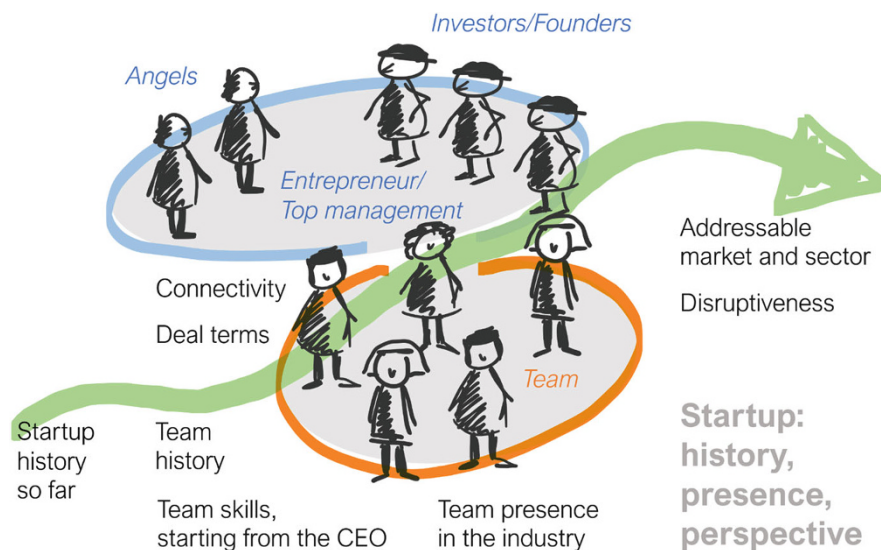 Investors/Founders
Angels
Entrepreneur/
Top management
Connectivity
Deal terms
Addressable
market and sector
Disruptiveness
Team
Startup
history
so far
Team
history
Team skills,
starting from the CEO
Team presence
in the industry
Startup:
history,
presence,
perspective